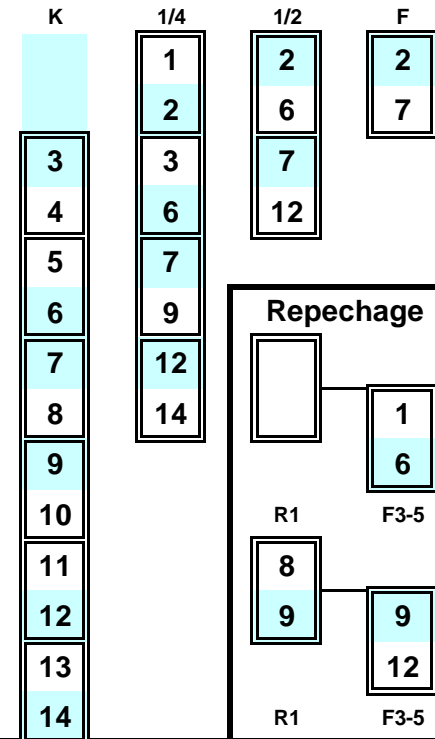 K 1/4 1/2 F
1 2 2
2 6 7
3 3 7
4 6 12
5 7
6 9 Repechage
7 12
8 14 1
9 6
10 R1 F3-5
11 8
12 9 9
13 12
14 R1 F3-5